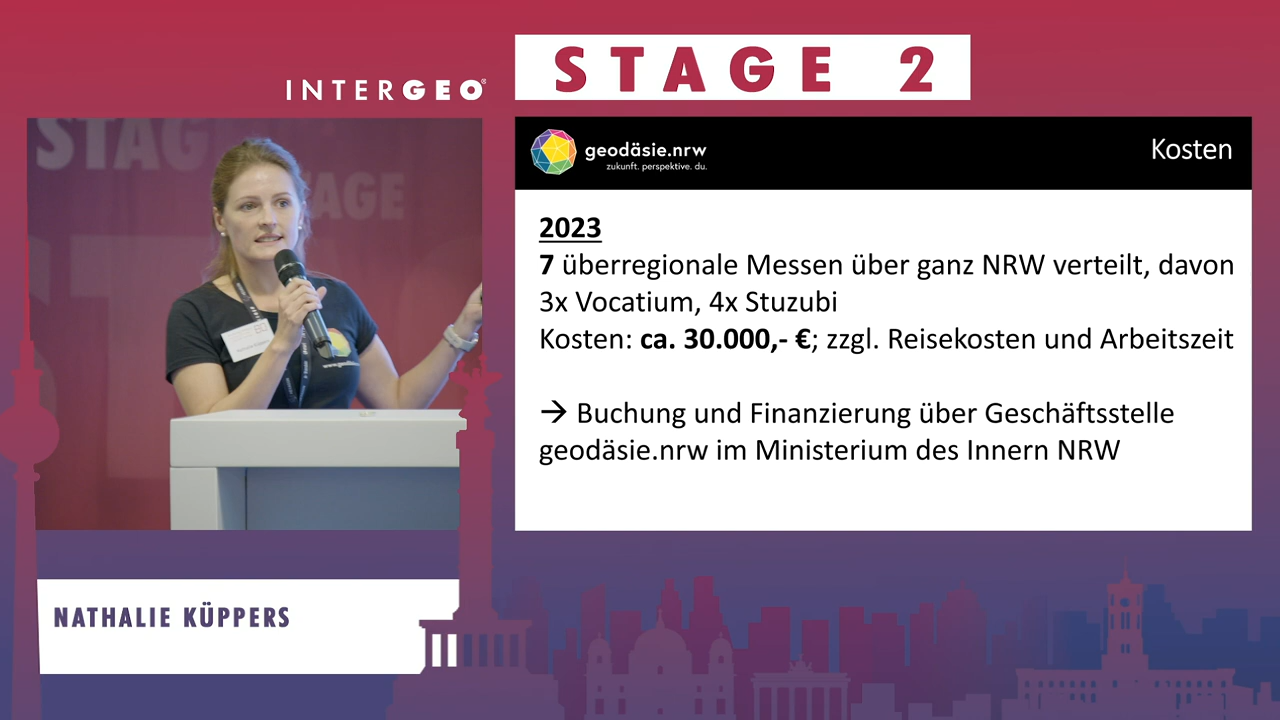 INTERGEO®
STAGE 2
STAG
STAGE
geodäsie.nrw
zukunft. perspektive. du.
Kosten
2023
7 überregionale Messen über ganz NRW verteilt, davon
3x Vocatium, 4x Stuzubi
Kosten: ca. 30.000,- €; zzgl. Reisekosten und Arbeitszeit
→ Buchung und Finanzierung über Geschäftsstelle
geodäsie.nrw im Ministerium des Innern NRW
NATHALIE KÜPPERS